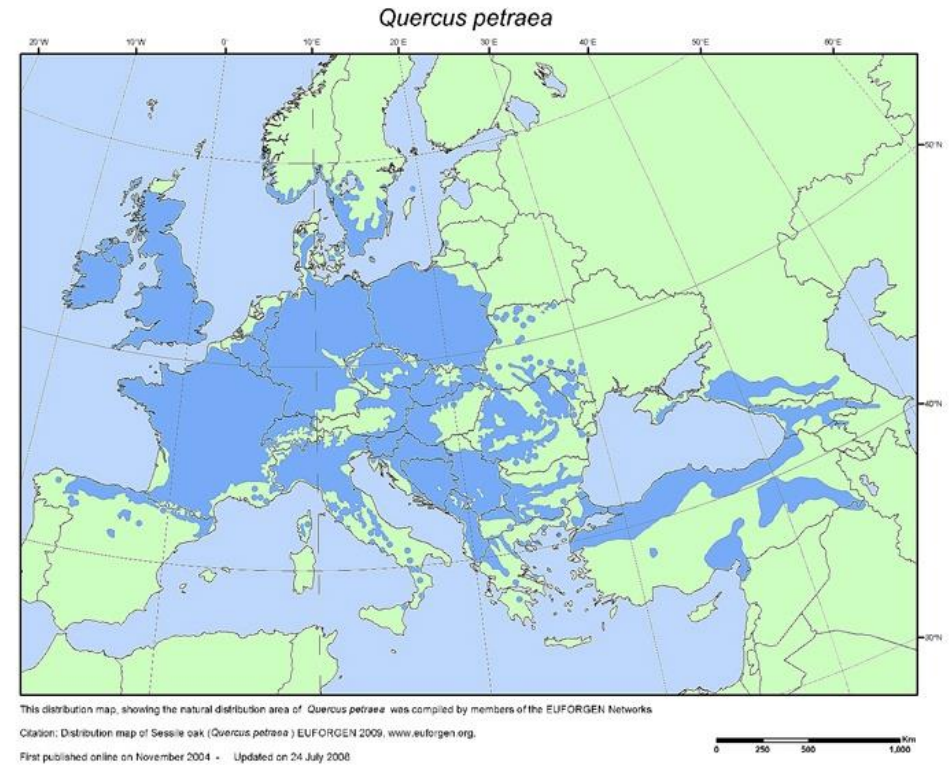 Quercus petraea
20°W 10°W 0° 10°E 20°E 30°E 40°E 50°E 60°E
50°N
40°N
30°N
This distribution map, showing the natural distribution area of Quercus petraea was compiled by members of the EUFORGEN Networks
Citation: Distribution map of Sessile oak (Quercus petraea) EUFORGEN 2009, www.euforgen.org.
First published online on November 2004 - Updated on 24 July 2008
Km
0 250 500 1,000